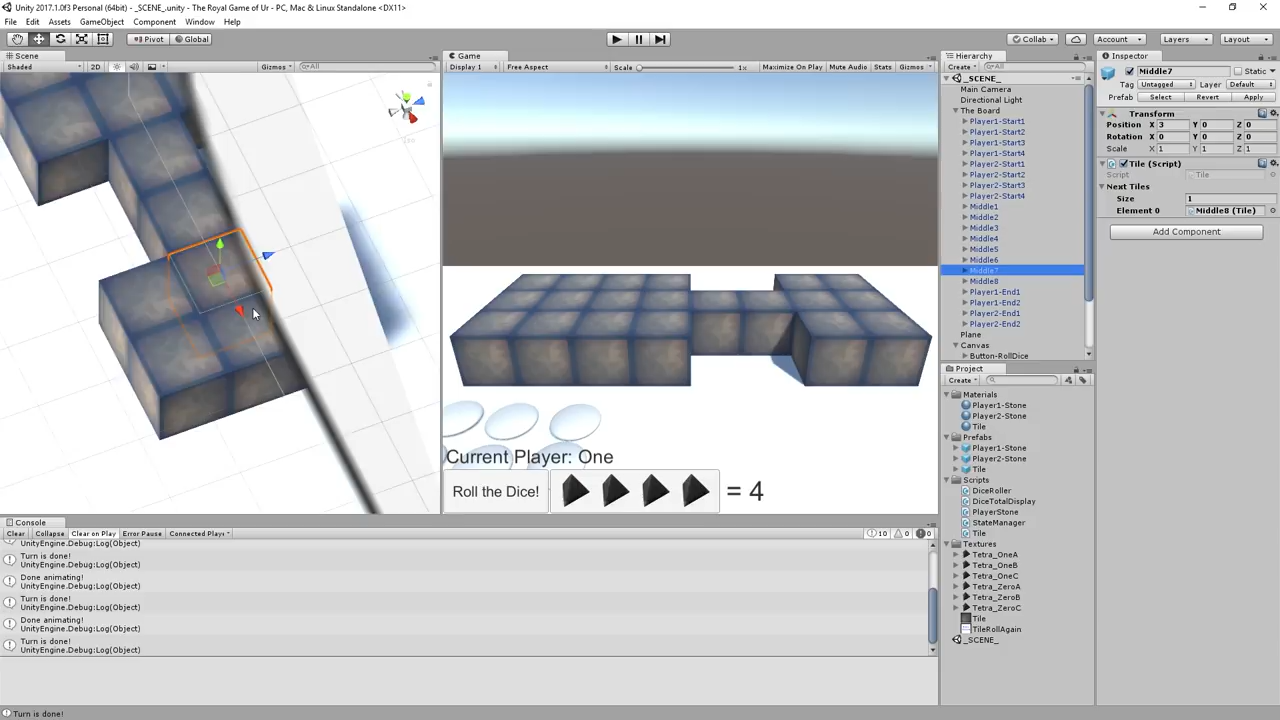 Unity 2017.1.0f3 Personal (64bit) - _SCENE_.unity - The Royal Game of Ur - PC, Mac & Linux Standalone <DX11>
File Edit Assets GameObject Component Window Help
Pivot Global Collab Account Layers Layout
Scene
Shaded 2D Gizmos All
Iso
Game
Display 1 Free Aspect Scale 1x Maximize On Play Mute Audio Stats Gizmos
Current Player: One
Roll the Dice! = 4
Hierarchy
Create All
_SCENE_
Main Camera
Directional Light
The Board
Player1-Start1
Player1-Start2
Player1-Start3
Player1-Start4
Player2-Start1
Player2-Start2
Player2-Start3
Player2-Start4
Middle1
Middle2
Middle3
Middle4
Middle5
Middle6
Middle7
Middle8
Player1-End1
Player1-End2
Player2-End1
Player2-End2
Plane
Canvas
Button-RollDice
Project
Create
Materials
Player1-Stone
Player2-Stone
Tile
Prefabs
Player1-Stone
Player2-Stone
Tile
Scripts
DiceRoller
DiceTotalDisplay
PlayerStone
StateManager
Tile
Textures
Tetra_OneA
Tetra_OneB
Tetra_OneC
Tetra_ZeroA
Tetra_ZeroB
Tetra_ZeroC
Tile
TileRollAgain
_SCENE_
Inspector
Middle7 Static
Tag Untagged Layer Default
Prefab Select Revert Apply
Transform
Position X 3 Y 0 Z 0
Rotation X 0 Y 0 Z 0
Scale X 1 Y 1 Z 1
Tile (Script)
Script Tile
Next Tiles
Size 1
Element 0 Middle8 (Tile)
Add Component
Console
Clear Collapse Clear on Play Error Pause Connected Playe 10 0 0
UnityEngine.Debug:Log(Object)
Turn is done!
UnityEngine.Debug:Log(Object)
Done animating!
UnityEngine.Debug:Log(Object)
Turn is done!
UnityEngine.Debug:Log(Object)
Done animating!
UnityEngine.Debug:Log(Object)
Turn is done!
UnityEngine.Debug:Log(Object)
Turn is done!